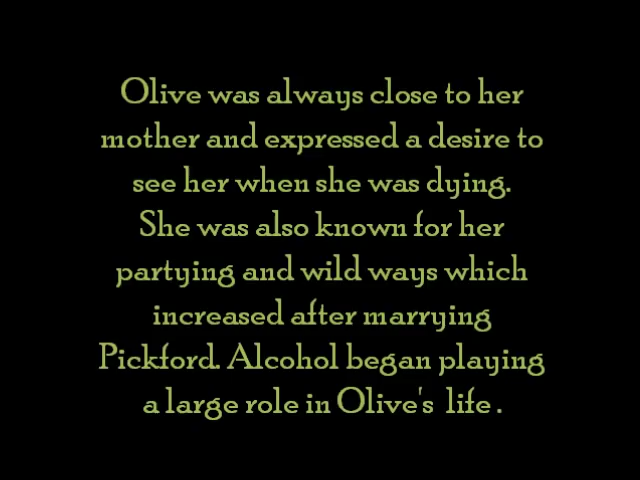 Olive was always close to her
mother and expressed a desire to
see her when she was dying.
She was also known for her
partying and wild ways which
increased after marrying
Pickford. Alcohol began playing
a large role in Olive's life .